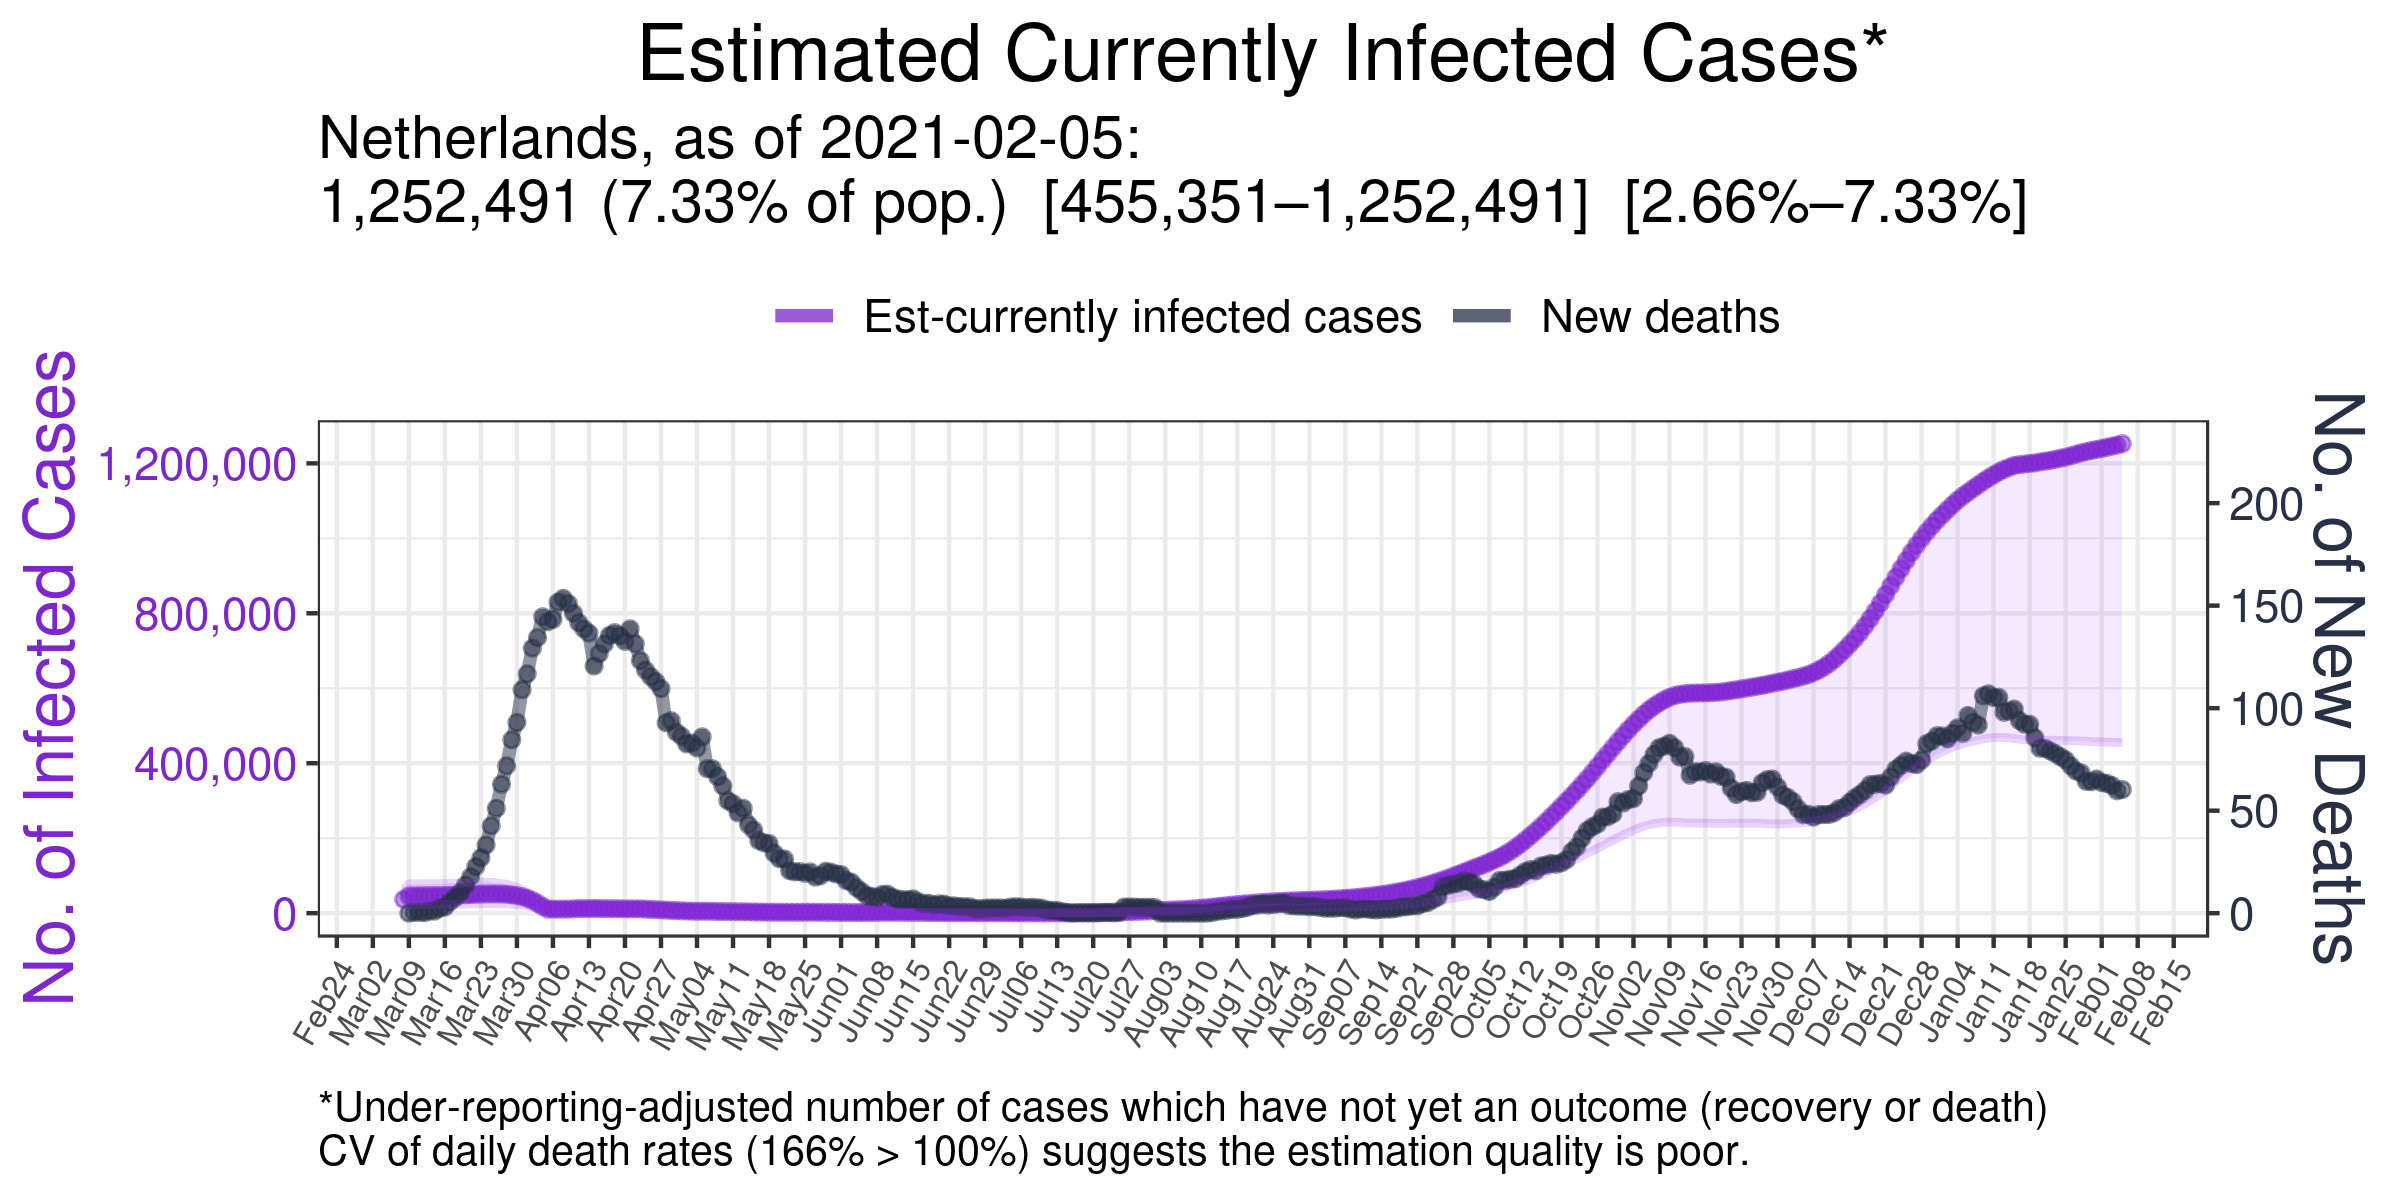 Estimated Currently Infected Cases*
Netherlands, as of 2021-02-05:
1,252,491 (7.33% of pop.) [455,351–1,252,491] [2.66%–7.33%]
Est-currently infected cases
New deaths
No. of Infected Cases
1,200,000
800,000
400,000
0
No. of New Deaths
200
150
100
50
0
Feb24
Mar02
Mar09
Mar16
Mar23
Mar30
Apr06
Apr13
Apr20
Apr27
May04
May11
May18
May25
Jun01
Jun08
Jun15
Jun22
Jun29
Jul06
Jul13
Jul20
Jul27
Aug03
Aug10
Aug17
Aug24
Aug31
Sep07
Sep14
Sep21
Sep28
Oct05
Oct12
Oct19
Oct26
Nov02
Nov09
Nov16
Nov23
Nov30
Dec07
Dec14
Dec21
Dec28
Jan04
Jan11
Jan18
Jan25
Feb01
Feb08
Feb15
*Under-reporting-adjusted number of cases which have not yet an outcome (recovery or death)
CV of daily death rates (166% > 100%) suggests the estimation quality is poor.